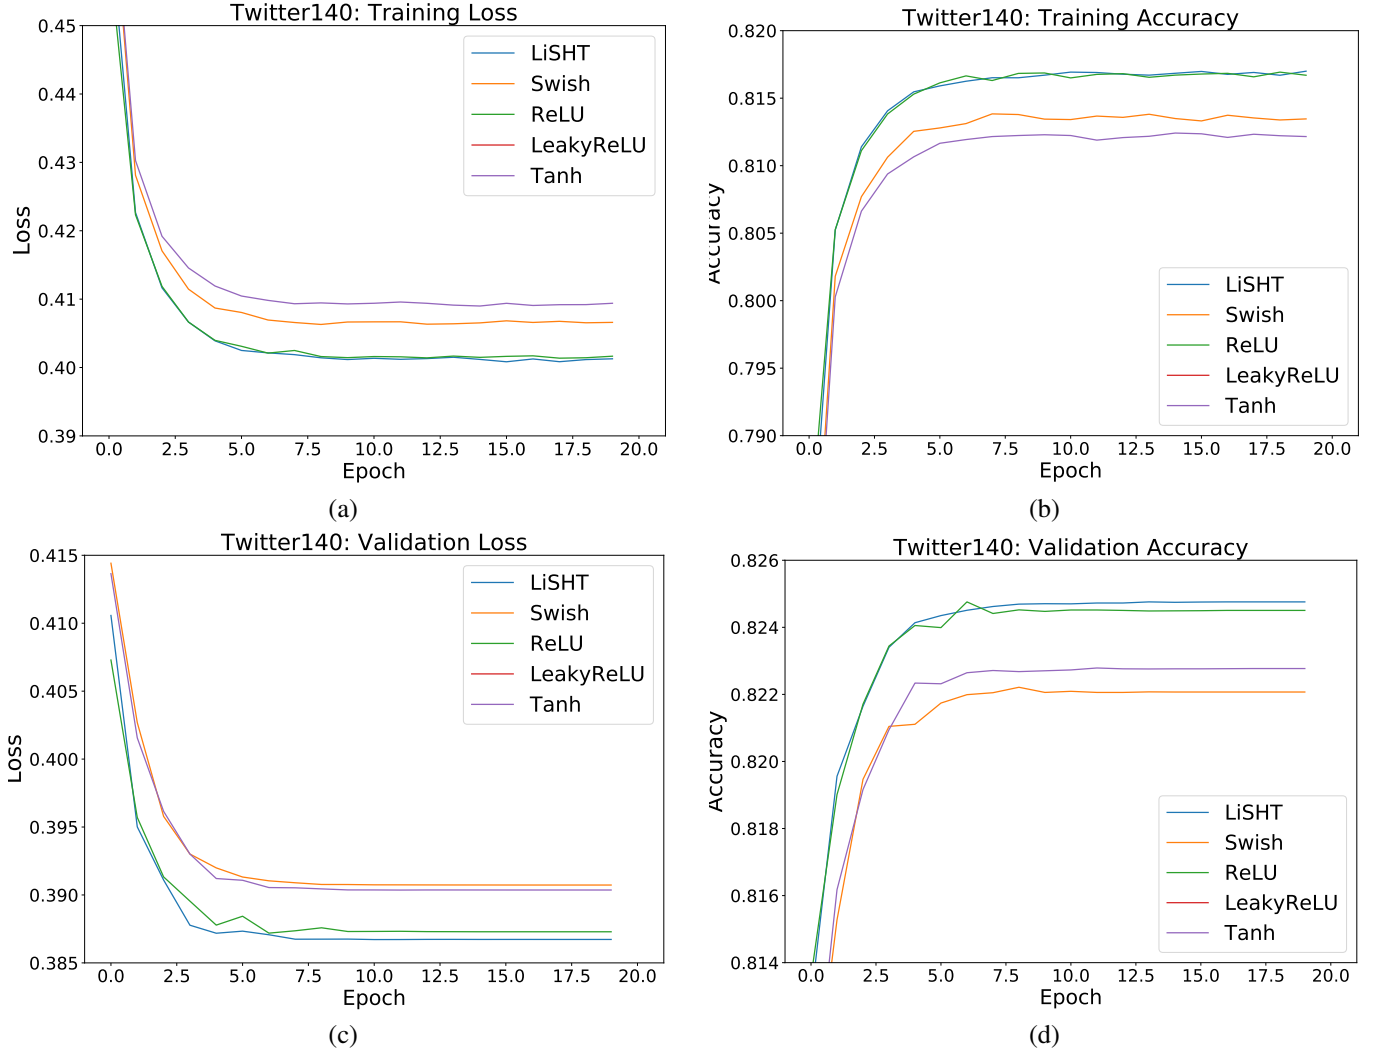 Twitter140: Training Loss
0.45
0.44
0.43
0.42
0.41
0.40
0.39
Loss
LiSHT
Swish
ReLU
LeakyReLU
Tanh
0.0 2.5 5.0 7.5 10.0 12.5 15.0 17.5 20.0
Epoch
(a)
Twitter140: Training Accuracy
0.820
0.815
0.810
0.805
0.800
0.795
0.790
Accuracy
LiSHT
Swish
ReLU
LeakyReLU
Tanh
0.0 2.5 5.0 7.5 10.0 12.5 15.0 17.5 20.0
Epoch
(b)
Twitter140: Validation Loss
0.415
0.410
0.405
0.400
0.395
0.390
0.385
Loss
LiSHT
Swish
ReLU
LeakyReLU
Tanh
0.0 2.5 5.0 7.5 10.0 12.5 15.0 17.5 20.0
Epoch
(c)
Twitter140: Validation Accuracy
0.826
0.824
0.822
0.820
0.818
0.816
0.814
Accuracy
LiSHT
Swish
ReLU
LeakyReLU
Tanh
0.0 2.5 5.0 7.5 10.0 12.5 15.0 17.5 20.0
Epoch
(d)